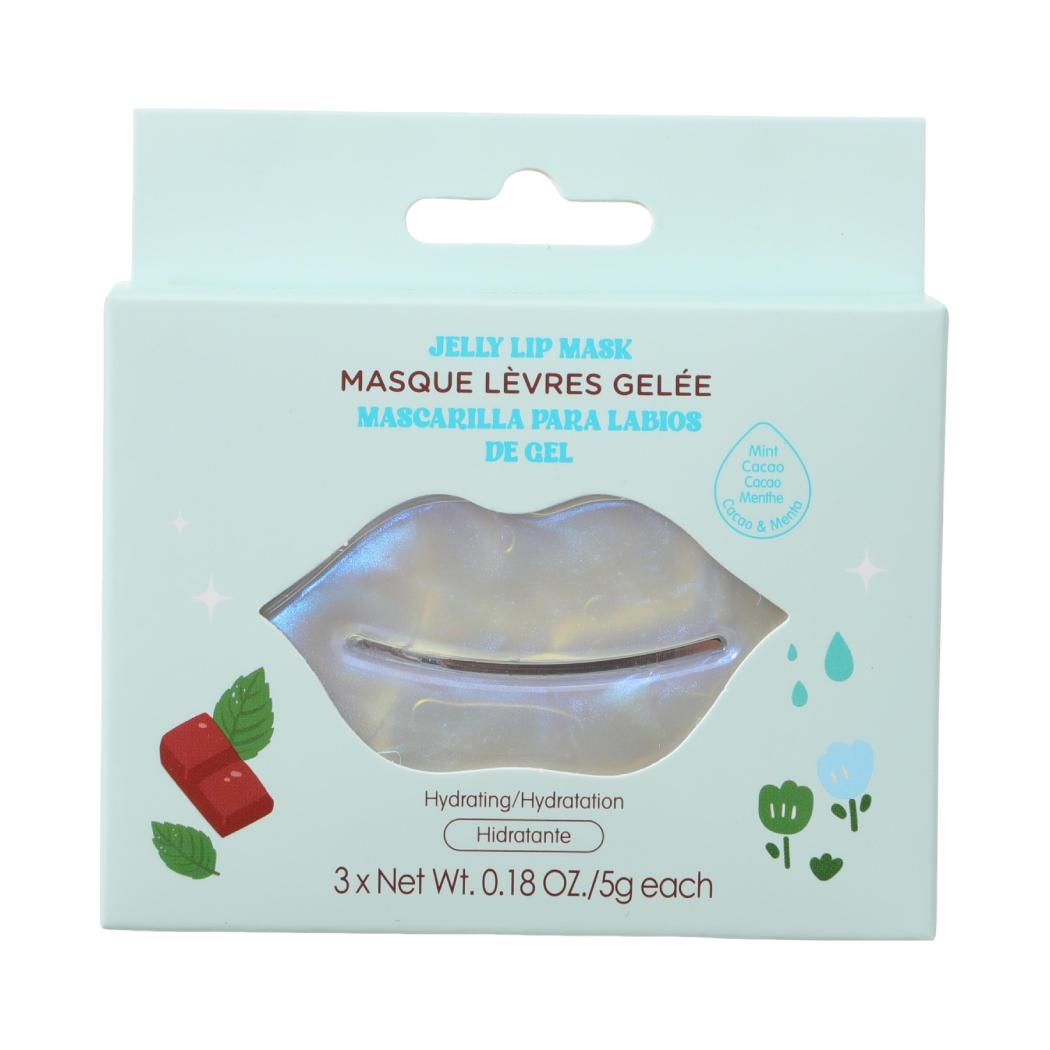 JELLY LIP MASK
MASQUE LÈVRES GELÉE
MASCARILLA PARA LABIOS
DE GEL
Mint
Cacao
Cacao
Menthe
Cacao & Menta
Hydrating/Hydratation
Hidratante
3 x Net Wt. 0.18 OZ./5g each